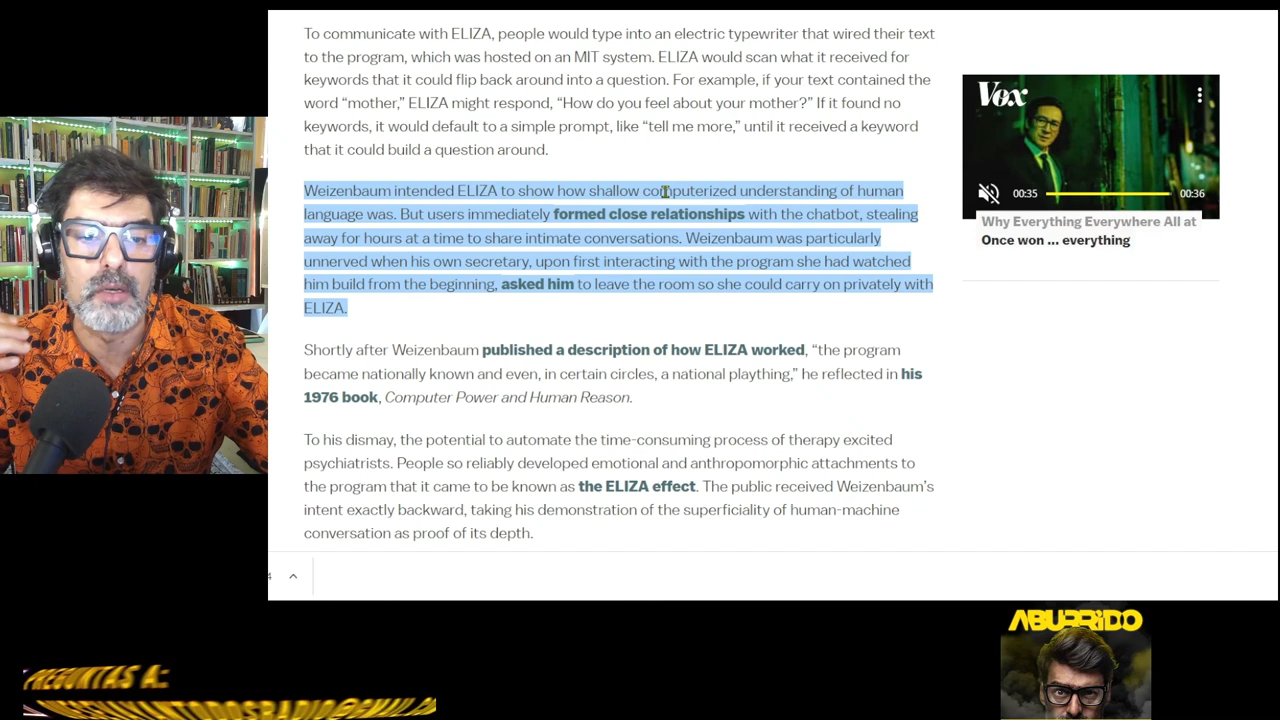 To communicate with ELIZA, people would type into an electric typewriter that wired their text
to the program, which was hosted on an MIT system. ELIZA would scan what it received for
keywords that it could flip back around into a question. For example, if your text contained the
word “mother,” ELIZA might respond, “How do you feel about your mother?” If it found no
keywords, it would default to a simple prompt, like “tell me more,” until it received a keyword
that it could build a question around.
Weizenbaum intended ELIZA to show how shallow computerized understanding of human
language was. But users immediately formed close relationships with the chatbot, stealing
away for hours at a time to share intimate conversations. Weizenbaum was particularly
unnerved when his own secretary, upon first interacting with the program she had watched
him build from the beginning, asked him to leave the room so she could carry on privately with
ELIZA.
Shortly after Weizenbaum published a description of how ELIZA worked, “the program
became nationally known and even, in certain circles, a national plaything,” he reflected in his
1976 book, Computer Power and Human Reason.
To his dismay, the potential to automate the time-consuming process of therapy excited
psychiatrists. People so reliably developed emotional and anthropomorphic attachments to
the program that it came to be known as the ELIZA effect. The public received Weizenbaum’s
intent exactly backward, taking his demonstration of the superficiality of human-machine
conversation as proof of its depth.
Vox
00:35
00:36
Why Everything Everywhere All at
Once won ... everything
ABURRIDO
PREGUNTAS A: